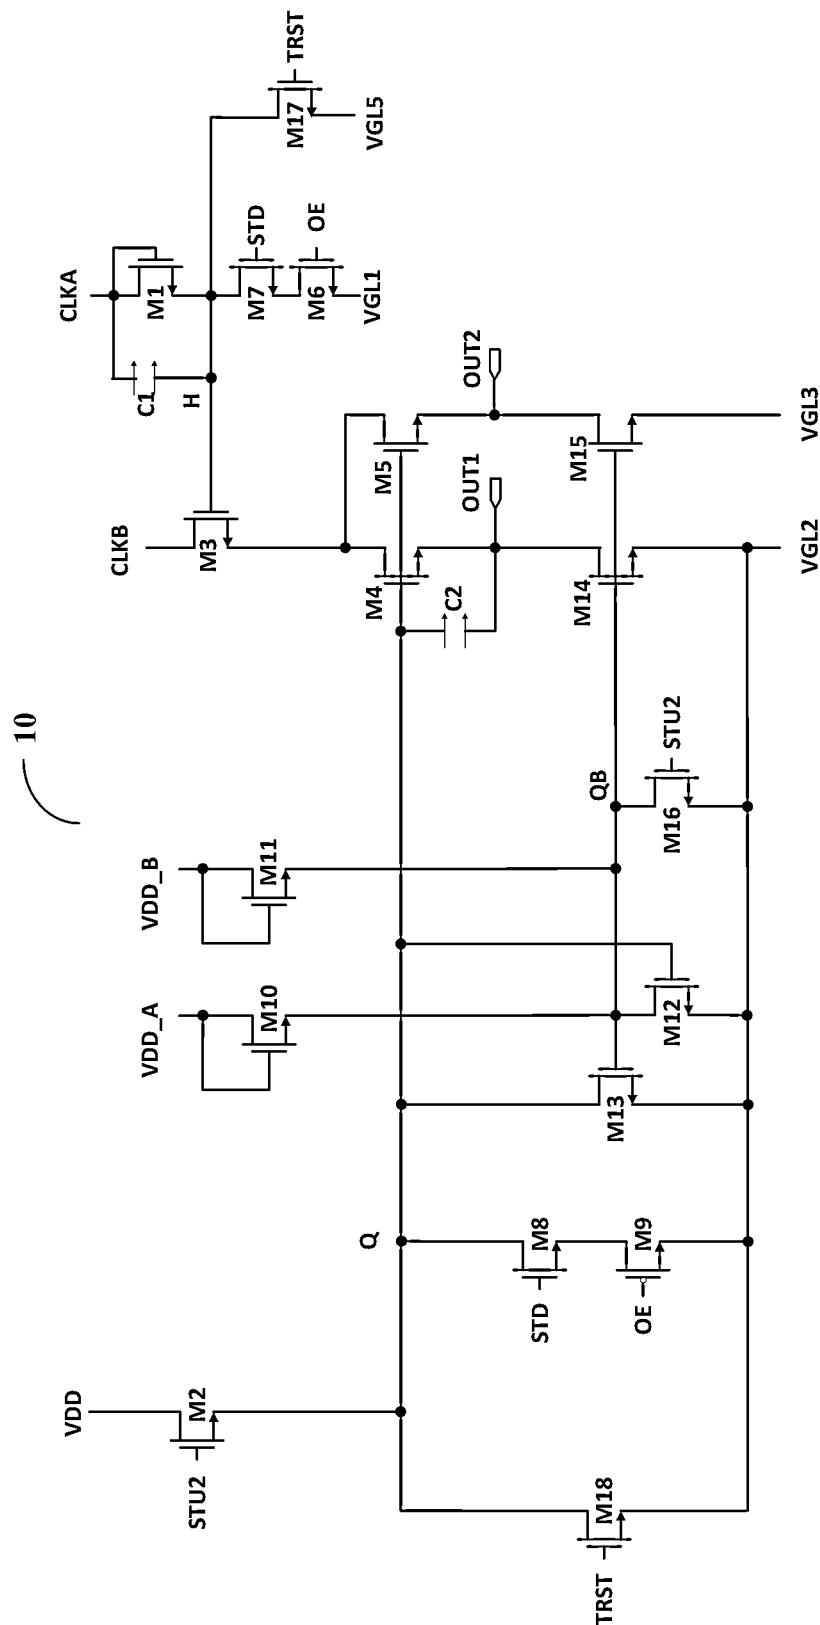 CLKA
TRST
M17
VGL5
M1
STD
M7
OE
M6
VGL1
C1
H
CLKB
M3
OUT2
M5
M15
VGL3
OUT1
M4
C2
M14
VGL2
10
VDD_B
M11
QB
STU2
M16
VDD_A
M10
M12
M13
Q
M8
STD
M9
OE
VDD
M2
STU2
M18
TRST